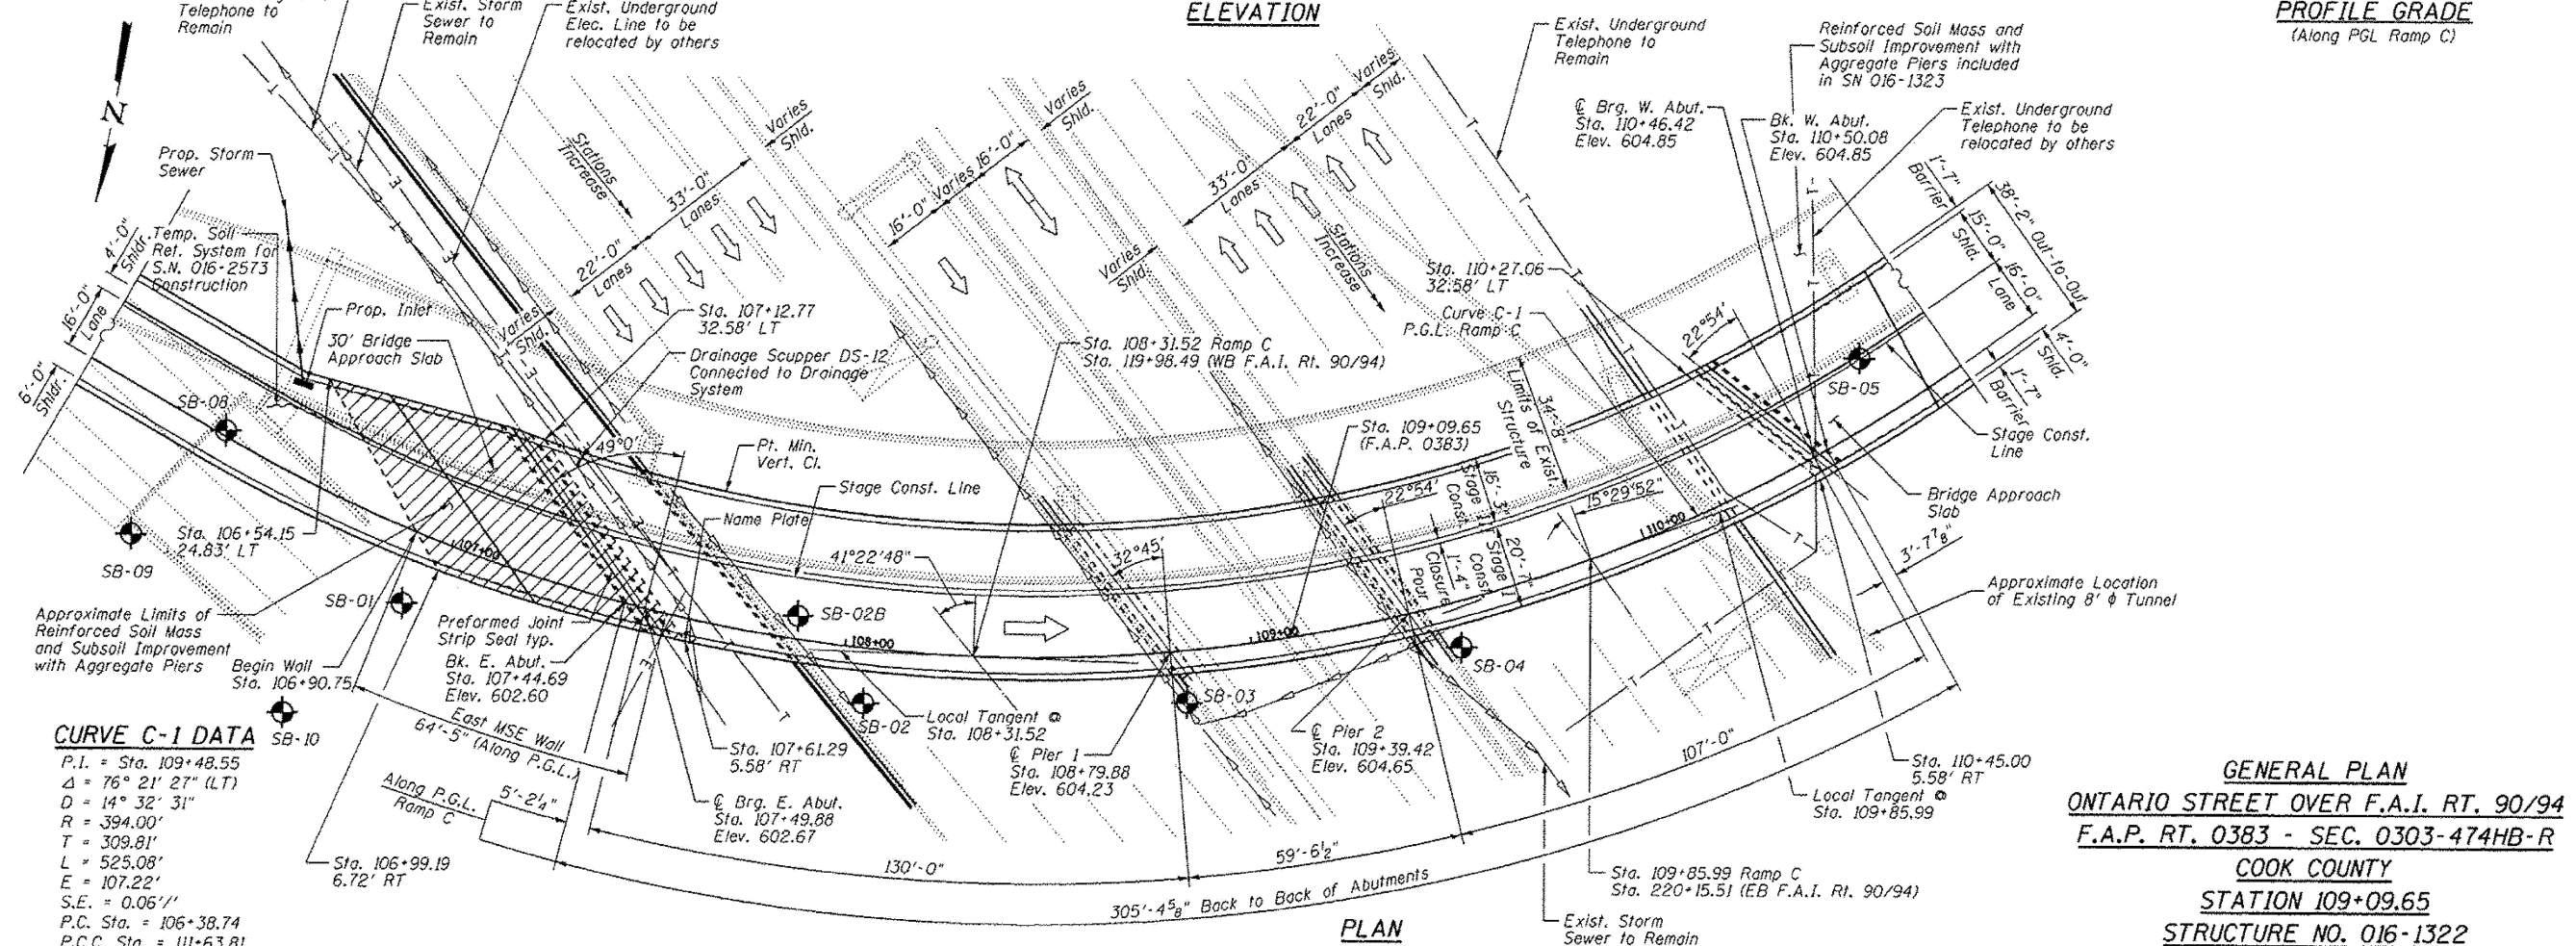 ELEVATION
PROFILE GRADE
(Along PGL Ramp C)
Telephone to
Remain
Exist. Storm
Sewer to
Remain
Exist. Underground
Elec. Line to be
relocated by others
Exist. Underground
Telephone to
Remain
Reinforced Soil Mass and
Subsoil Improvement with
Aggregate Piers included
in SN 016-1323
Exist. Underground
Telephone to be
relocated by others
℄ Brg. W. Abut.
Sta. 110+46.42
Elev. 604.85
Bk. W. Abut.
Sta. 110+50.08
Elev. 604.85
N
Prop. Storm
Sewer
Temp. Soil
Ret. System for
S.N. 016-2573
Construction
4'-0"
Shldr.
16'-0"
Lane
6'-0"
Shldr.
Prop. Inlet
30' Bridge
Approach Slab
Stations
Increase
22'-0"
Lanes
33'-0"
Lanes
Varies
Shld.
Varies
Shld.
16'-0"
Varies
16'-0"
Varies
Shld.
Varies
Shld.
33'-0"
Lanes
22'-0"
Lanes
Varies
Shld.
Stations
Increase
1'-7"
Barrier
15'-0"
Shld.
16'-0"
Lane
38'-2" Out-to-Out
4'-0"
Shld.
1'-7"
Barrier
Sta. 107+12.77
32.58' LT
Drainage Scupper DS-12
Connected to Drainage
System
Sta. 108+31.52 Ramp C
Sta. 119+98.49 (WB F.A.I. Rt. 90/94)
Sta. 110+27.06
32.58' LT
Curve C-1
P.G.L. Ramp C
22°54'
SB-05
Stage Const.
Line
Bridge Approach
Slab
3'-7⅞"
Approximate Location
of Existing 8' ϕ Tunnel
SB-08
SB-09
Sta. 106+54.15
24.83' LT
49°0'
Pt. Min.
Vert. Cl.
Stage Const. Line
Name Plate
41°22'48"
32°45'
Sta. 109+09.65
(F.A.P. 0383)
22°54'
34'-8"
Limits of Exist.
Structure
16'-3"
Stage II
Const.
1'-4"
Closure
Pour
20'-7"
Stage I
Const.
15°29'52"
107+00
108+00
109+00
110+00
Approximate Limits of
Reinforced Soil Mass
and Subsoil Improvement
with Aggregate Piers
SB-01
SB-02B
SB-02
SB-03
SB-04
SB-10
Begin Wall
Sta. 106+90.75
Preformed Joint
Strip Seal typ.
Bk. E. Abut.
Sta. 107+44.69
Elev. 602.60
East MSE Wall
64'-5" (Along P.G.L.)
Along P.G.L.
Ramp C
5'-2¼"
Sta. 106+99.19
6.72' RT
Sta. 107+61.29
5.58' RT
℄ Brg. E. Abut.
Sta. 107+49.88
Elev. 602.67
Local Tangent @
Sta. 108+31.52
℄ Pier 1
Sta. 108+79.88
Elev. 604.23
℄ Pier 2
Sta. 109+39.42
Elev. 604.65
130'-0"
59'-6½"
107'-0"
305'-4⅝" Back to Back of Abutments
Sta. 110+45.00
5.58' RT
Local Tangent @
Sta. 109+85.99
Sta. 109+85.99 Ramp C
Sta. 220+15.51 (EB F.A.I. Rt. 90/94)
Exist. Storm
Sewer to Remain
PLAN
CURVE C-1 DATA
P.I. = Sta. 109+48.55
Δ = 76° 21' 27" (LT)
D = 14° 32' 31"
R = 394.00'
T = 309.81'
L = 525.08'
E = 107.22'
S.E. = 0.06'/'
P.C. Sta. = 106+38.74
P.C.C. Sta. = 111+63.81
GENERAL PLAN
ONTARIO STREET OVER F.A.I. RT. 90/94
F.A.P. RT. 0383 - SEC. 0303-474HB-R
COOK COUNTY
STATION 109+09.65
STRUCTURE NO. 016-1322